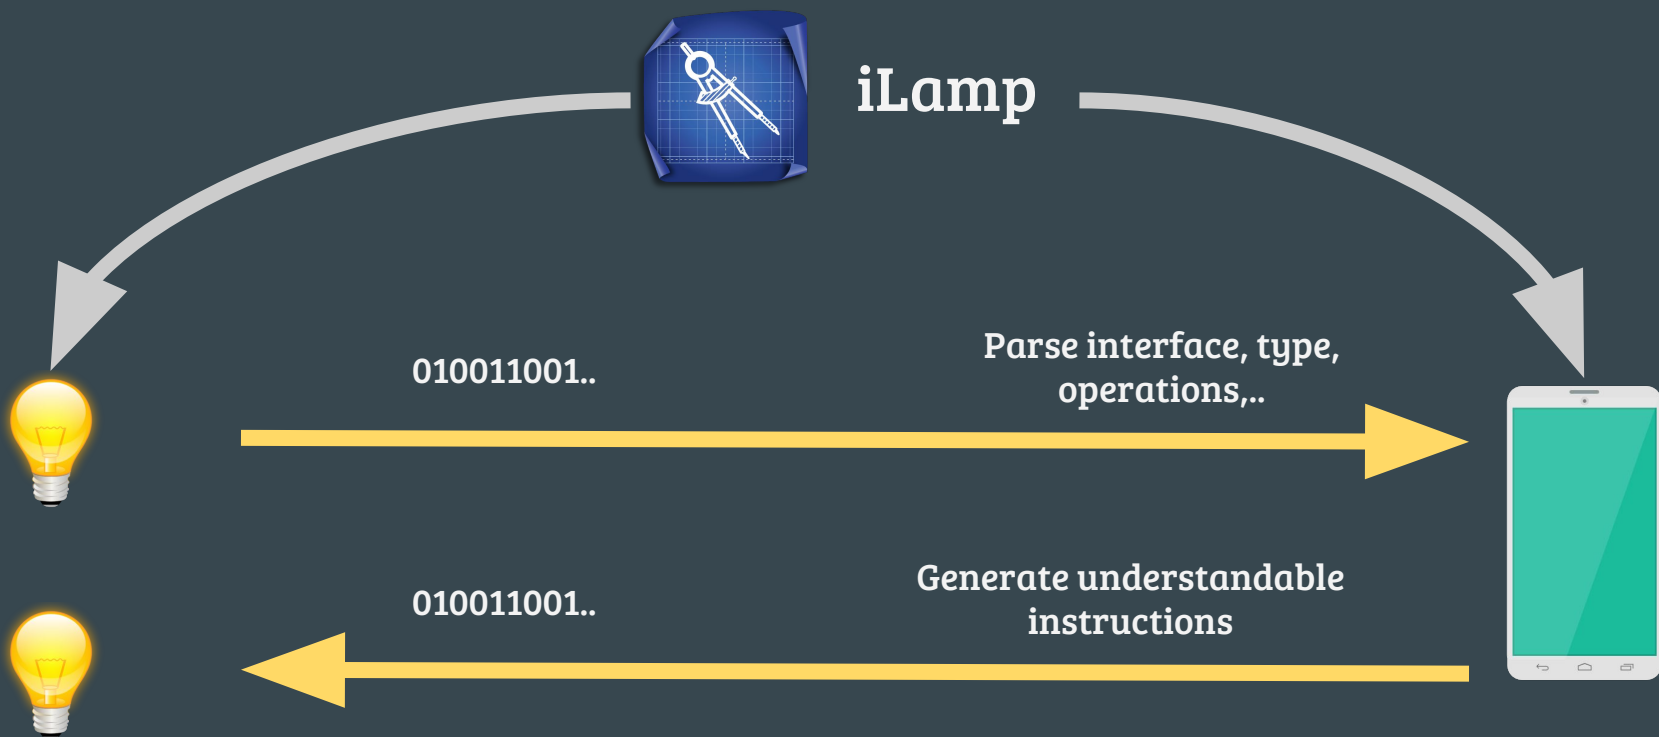 iLamp
010011001..
Parse interface, type,
operations,..
010011001..
Generate understandable
instructions